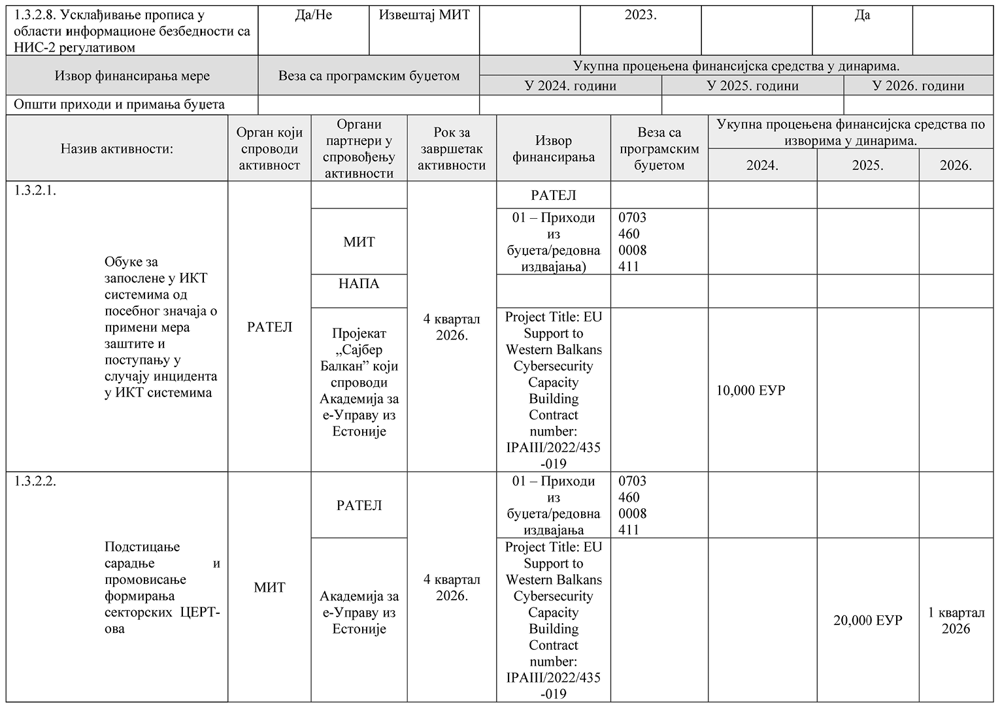 1.3.2.8. Усклађивање прописа у
области информационе безбедности са
НИС-2 регулативом
Да/Не
Извештај МИТ
2023.
Да
Извор финансирања мере
Веза са програмским буџетом
Укупна процењена финансијска средства у динарима.
У 2024. години
У 2025. години
У 2026. години
Општи приходи и примања буџета
Назив активности:
Орган који
спроводи
активност
Органи
партнери у
спровођењу
активности
Рок за
завршетак
активности
Извор
финансирања
Веза са
програмским
буџетом
Укупна процењена финансијска средства по
изворима у динарима.
2024.
2025.
2026.
1.3.2.1.
Обуке за
запослене у ИКТ
системима од
посебног значаја о
примени мера
заштите и
поступању у
случају инцидента
у ИКТ системима
РАТЕЛ
МИТ
НАПА
Пројекат
„Сајбер
Балкан” који
спроводи
Академија за
е-Управу из
Естоније
4 квартал
2026.
РАТЕЛ
01 – Приходи
из
буџета/редовна
издвајања)
0703
460
0008
411
Project Title: EU
Support to
Western Balkans
Cybersecurity
Capacity
Building
Contract
number:
IPAIII/2022/435
-019
10,000 ЕУР
1.3.2.2.
Подстицање
сарадње и
промовисање
формирања
секторских ЦЕРТ-
ова
МИТ
РАТЕЛ
Академија за
е-Управу из
Естоније
4 квартал
2026.
01 – Приходи
из
буџета/редовна
издвајања
0703
460
0008
411
Project Title: EU
Support to
Western Balkans
Cybersecurity
Capacity
Building
Contract
number:
IPAIII/2022/435
-019
20,000 ЕУР
1 квартал
2026